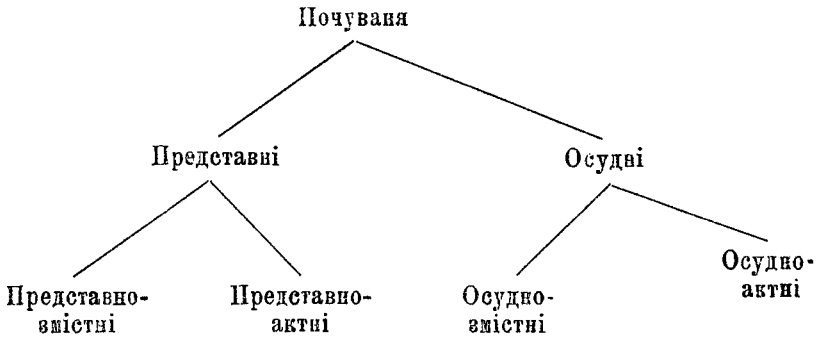 Почуваня
Представні
Осудні
Представно-
змістні
Представно-
актні
Осудно-
змістні
Осудно-
актні